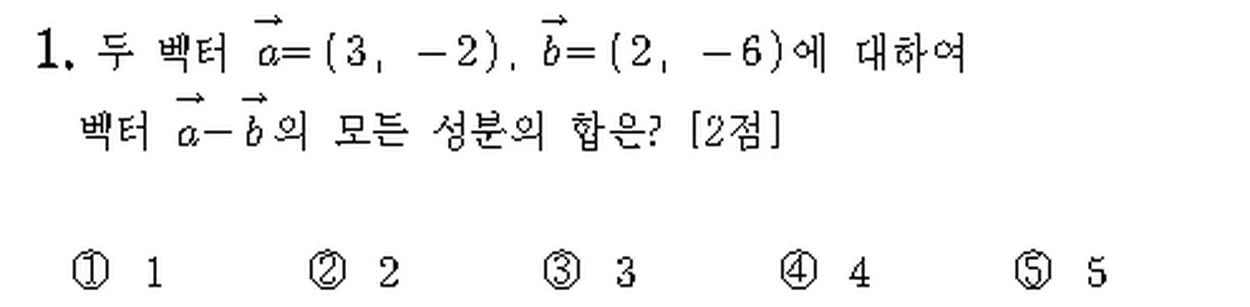 1. 두 벡터 a⃗=(3, -2), b⃗=(2, -6)에 대하여
벡터 a⃗-b⃗의 모든 성분의 합은? [2점]
① 1 ② 2 ③ 3 ④ 4 ⑤ 5